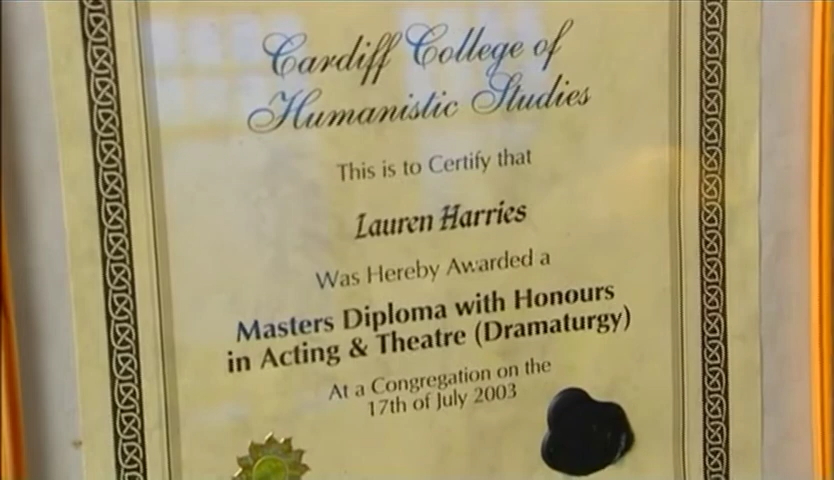 Cardiff College of
Humanistic Studies
This is to Certify that
Lauren Harries
Was Hereby Awarded a
Masters Diploma with Honours
in Acting & Theatre (Dramaturgy)
At a Congregation on the
17th of July 2003